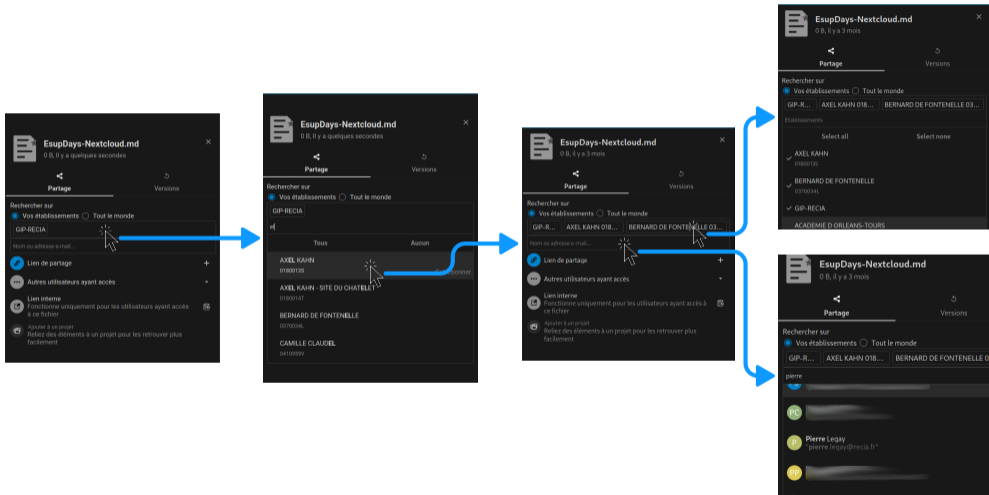 EsupDays-Nextcloud.md
0 B, il y a quelques secondes
Partage
Versions
Rechercher sur
Vos établissements
Tout le monde
GIP-RECIA
Nom ou adresse e-mail...
Lien de partage
Autres utilisateurs ayant accès
Lien interne
Fonctionne uniquement pour les utilisateurs ayant accès
à ce fichier
Ajouter à un projet
Reliez des éléments à un projet pour les retrouver plus
facilement
EsupDays-Nextcloud.md
0 B, il y a quelques secondes
Partage
Versions
Rechercher sur
Vos établissements
Tout le monde
GIP-RECIA
el
Tous
Aucun
AXEL KAHN
0180013S
AXEL KAHN - SITE DU CHATELET
0180014T
BERNARD DE FONTENELLE
0370034L
CAMILLE CLAUDEL
0410959V
EsupDays-Nextcloud.md
0 B, il y a 3 mois
Partage
Versions
Rechercher sur
Vos établissements
Tout le monde
GIP-R...
AXEL KAHN 018...
BERNARD DE FONTENELLE 03...
Nom ou adresse e-mail...
Lien de partage
Autres utilisateurs ayant accès
Lien interne
Fonctionne uniquement pour les utilisateurs ayant accès à
ce fichier
Ajouter à un projet
Reliez des éléments à un projet pour les retrouver plus
facilement
EsupDays-Nextcloud.md
0 B, il y a 3 mois
Partage
Versions
Rechercher sur
Vos établissements
Tout le monde
GIP-R...
AXEL KAHN 018...
BERNARD DE FONTENELLE 03...
Etablissements
Select all
Select none
AXEL KAHN
0180013S
BERNARD DE FONTENELLE
0370034L
GIP-RECIA
ACADEMIE D ORLEANS-TOURS
EsupDays-Nextcloud.md
0 B, il y a 3 mois
Partage
Versions
Rechercher sur
Vos établissements
Tout le monde
GIP-R...
AXEL KAHN 018...
BERNARD DE FONTENELLE 0
pierre
PC
P
Pierre Legay
"pierre.legay@recia.fr"
PP